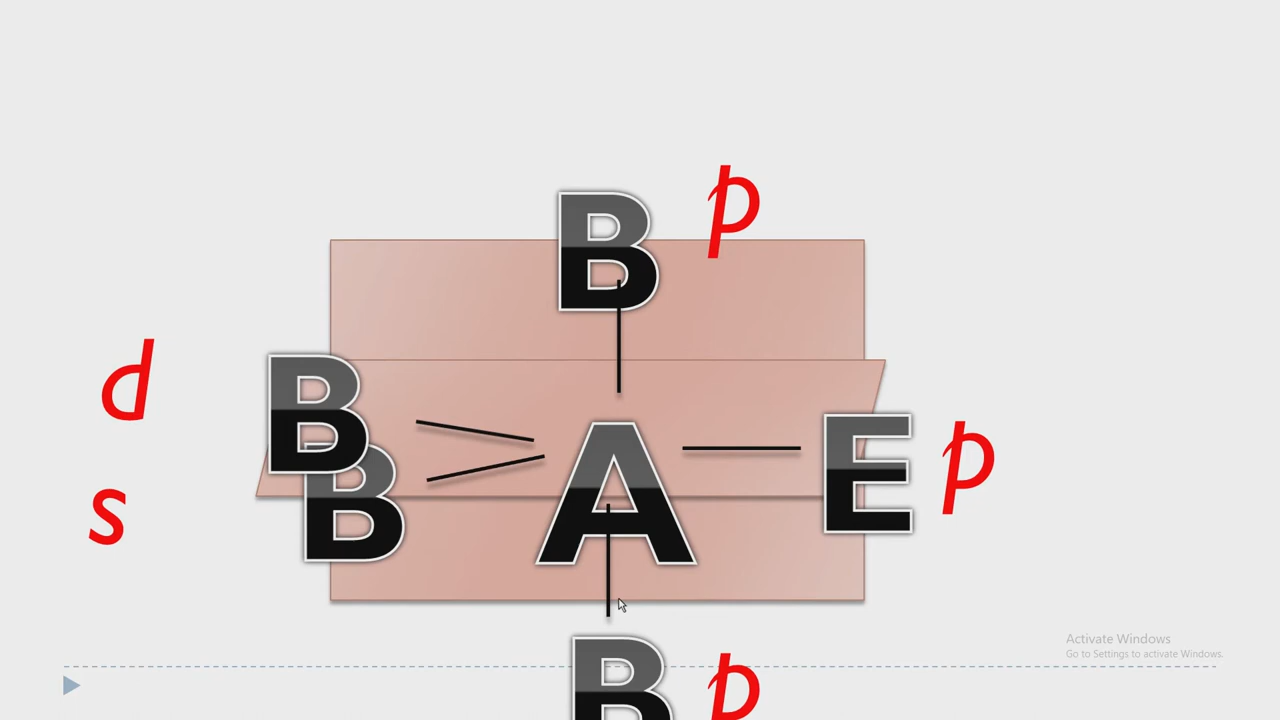 B p
d B
A E p
s B
Activate Windows
Go to Settings to activate Windows.
B p